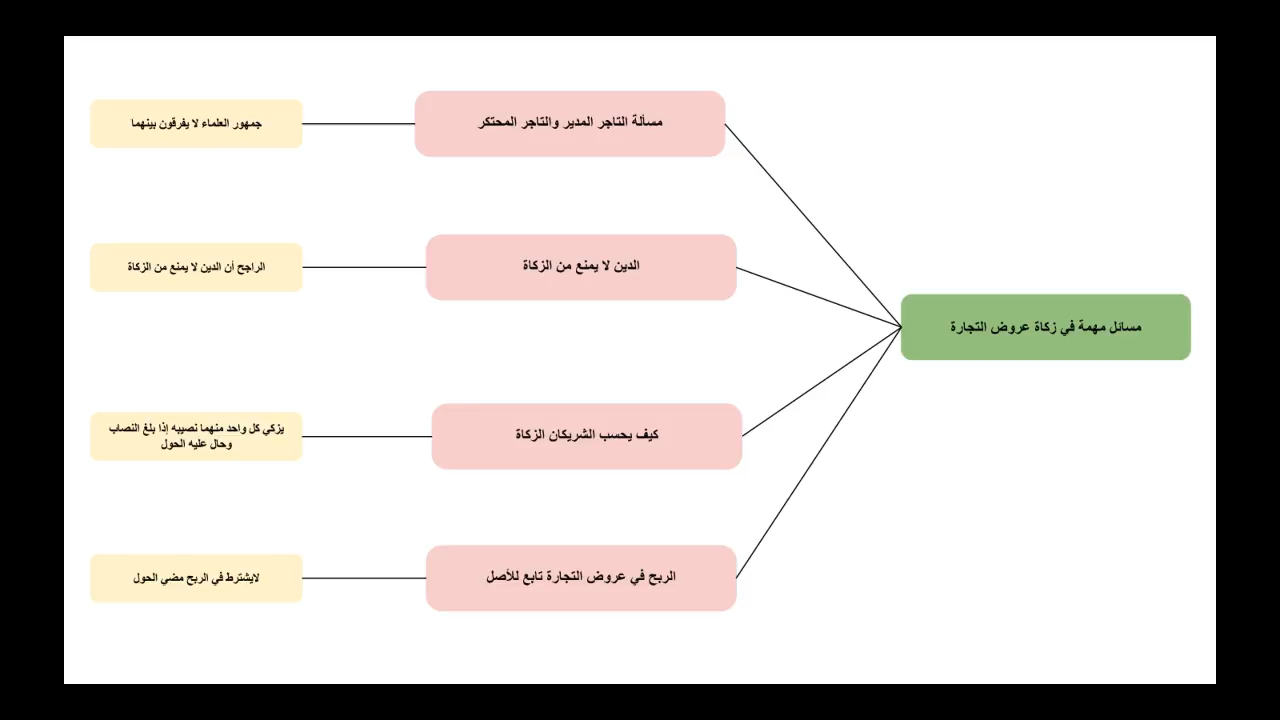 مسائل مهمة في زكاة عروض التجارة
مسألة التاجر المدير والتاجر المحتكر
جمهور العلماء لا يفرقون بينهما
الدين لا يمنع من الزكاة
الراجح أن الدين لا يمنع من الزكاة
كيف يحسب الشريكان الزكاة
يزكي كل واحد منهما نصيبه إذا بلغ النصاب
وحال عليه الحول
الربح في عروض التجارة تابع للأصل
لايشترط في الربح مضي الحول